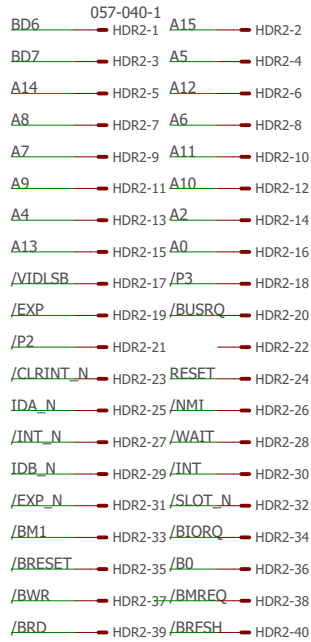 057-040-1
BD6 HDR2-1 A15 HDR2-2
BD7 HDR2-3 A5 HDR2-4
A14 HDR2-5 A12 HDR2-6
A8 HDR2-7 A6 HDR2-8
A7 HDR2-9 A11 HDR2-10
A9 HDR2-11 A10 HDR2-12
A4 HDR2-13 A2 HDR2-14
A13 HDR2-15 A0 HDR2-16
/VIDLSB HDR2-17 /P3 HDR2-18
/EXP HDR2-19 /BUSRQ HDR2-20
/P2 HDR2-21 HDR2-22
/CLRINT_N HDR2-23 RESET HDR2-24
IDA_N HDR2-25 /NMI HDR2-26
/INT_N HDR2-27 /WAIT HDR2-28
IDB_N HDR2-29 /INT HDR2-30
/EXP_N HDR2-31 /SLOT_N HDR2-32
/BM1 HDR2-33 /BIORQ HDR2-34
/BRESET HDR2-35 /B0 HDR2-36
/BWR HDR2-37 /BMREQ HDR2-38
/BRD HDR2-39 /BRESH HDR2-40